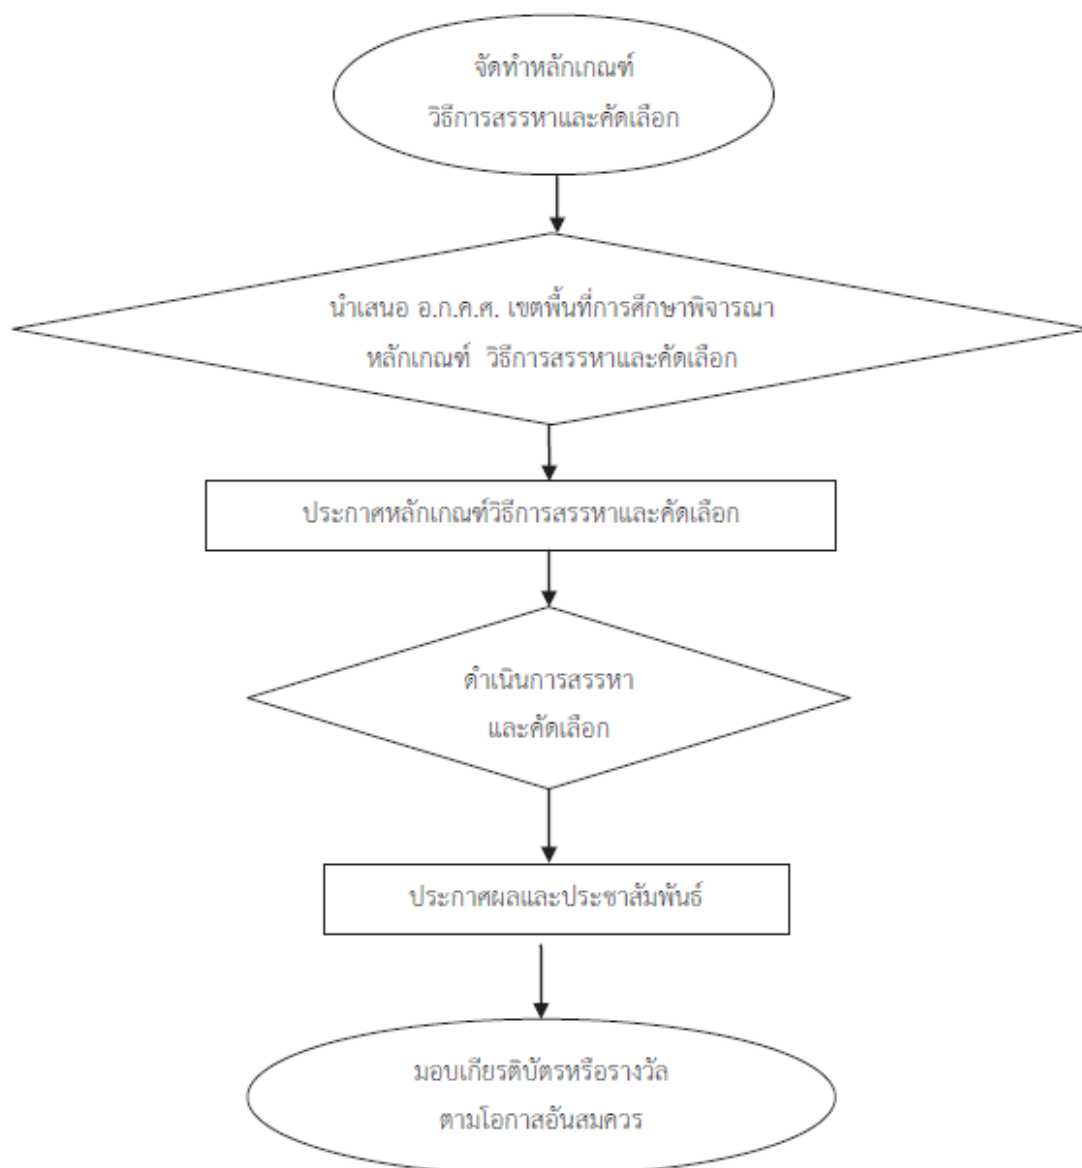 จัดทำหลักเกณฑ์
วิธีการสรรหาและคัดเลือก
นำเสนอ อ.ก.ค.ศ. เขตพื้นที่การศึกษาพิจารณา
หลักเกณฑ์ วิธีการสรรหาและคัดเลือก
ประกาศหลักเกณฑ์วิธีการสรรหาและคัดเลือก
ดำเนินการสรรหา
และคัดเลือก
ประกาศผลและประชาสัมพันธ์
มอบเกียรติบัตรหรือรางวัล
ตามโอกาสอันสมควร